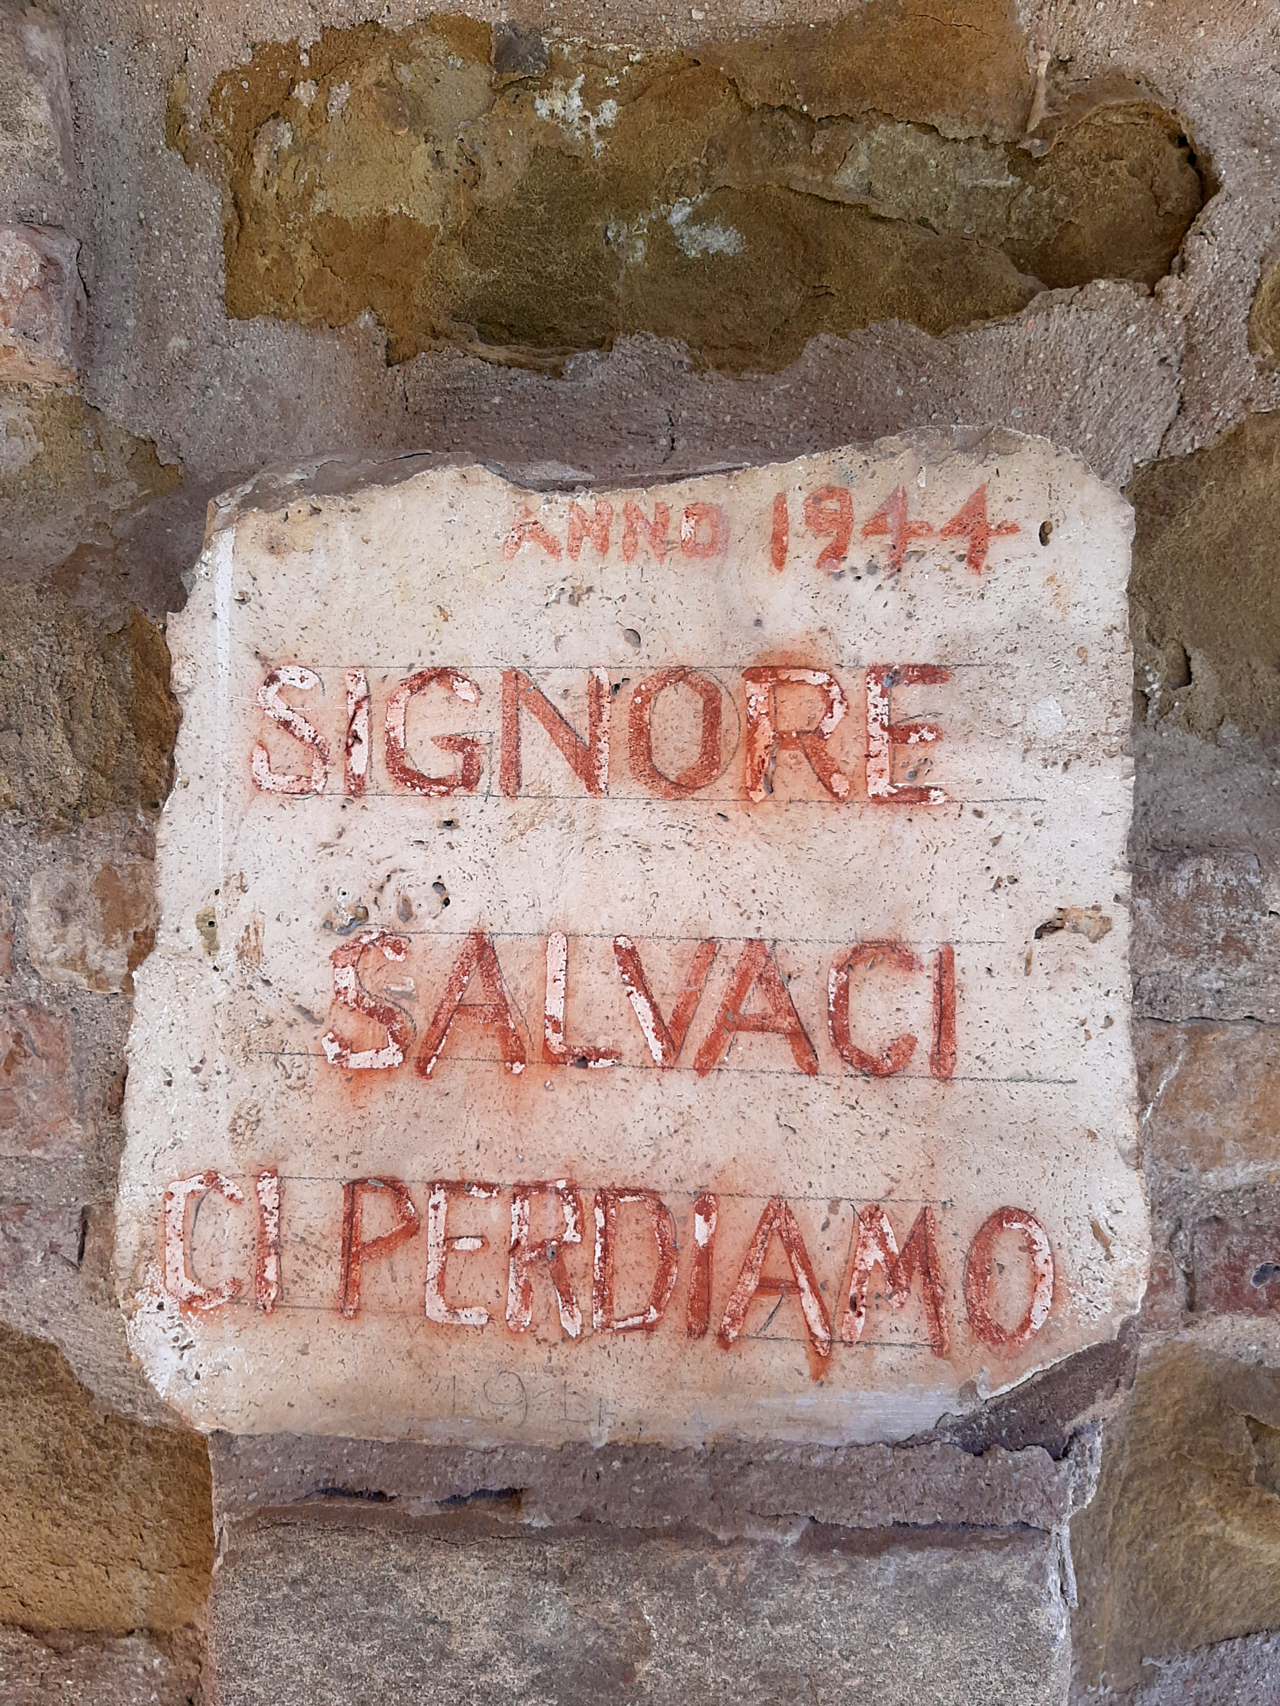 ANNO 1944
SIGNORE
SALVACI
CI PERDIAMO